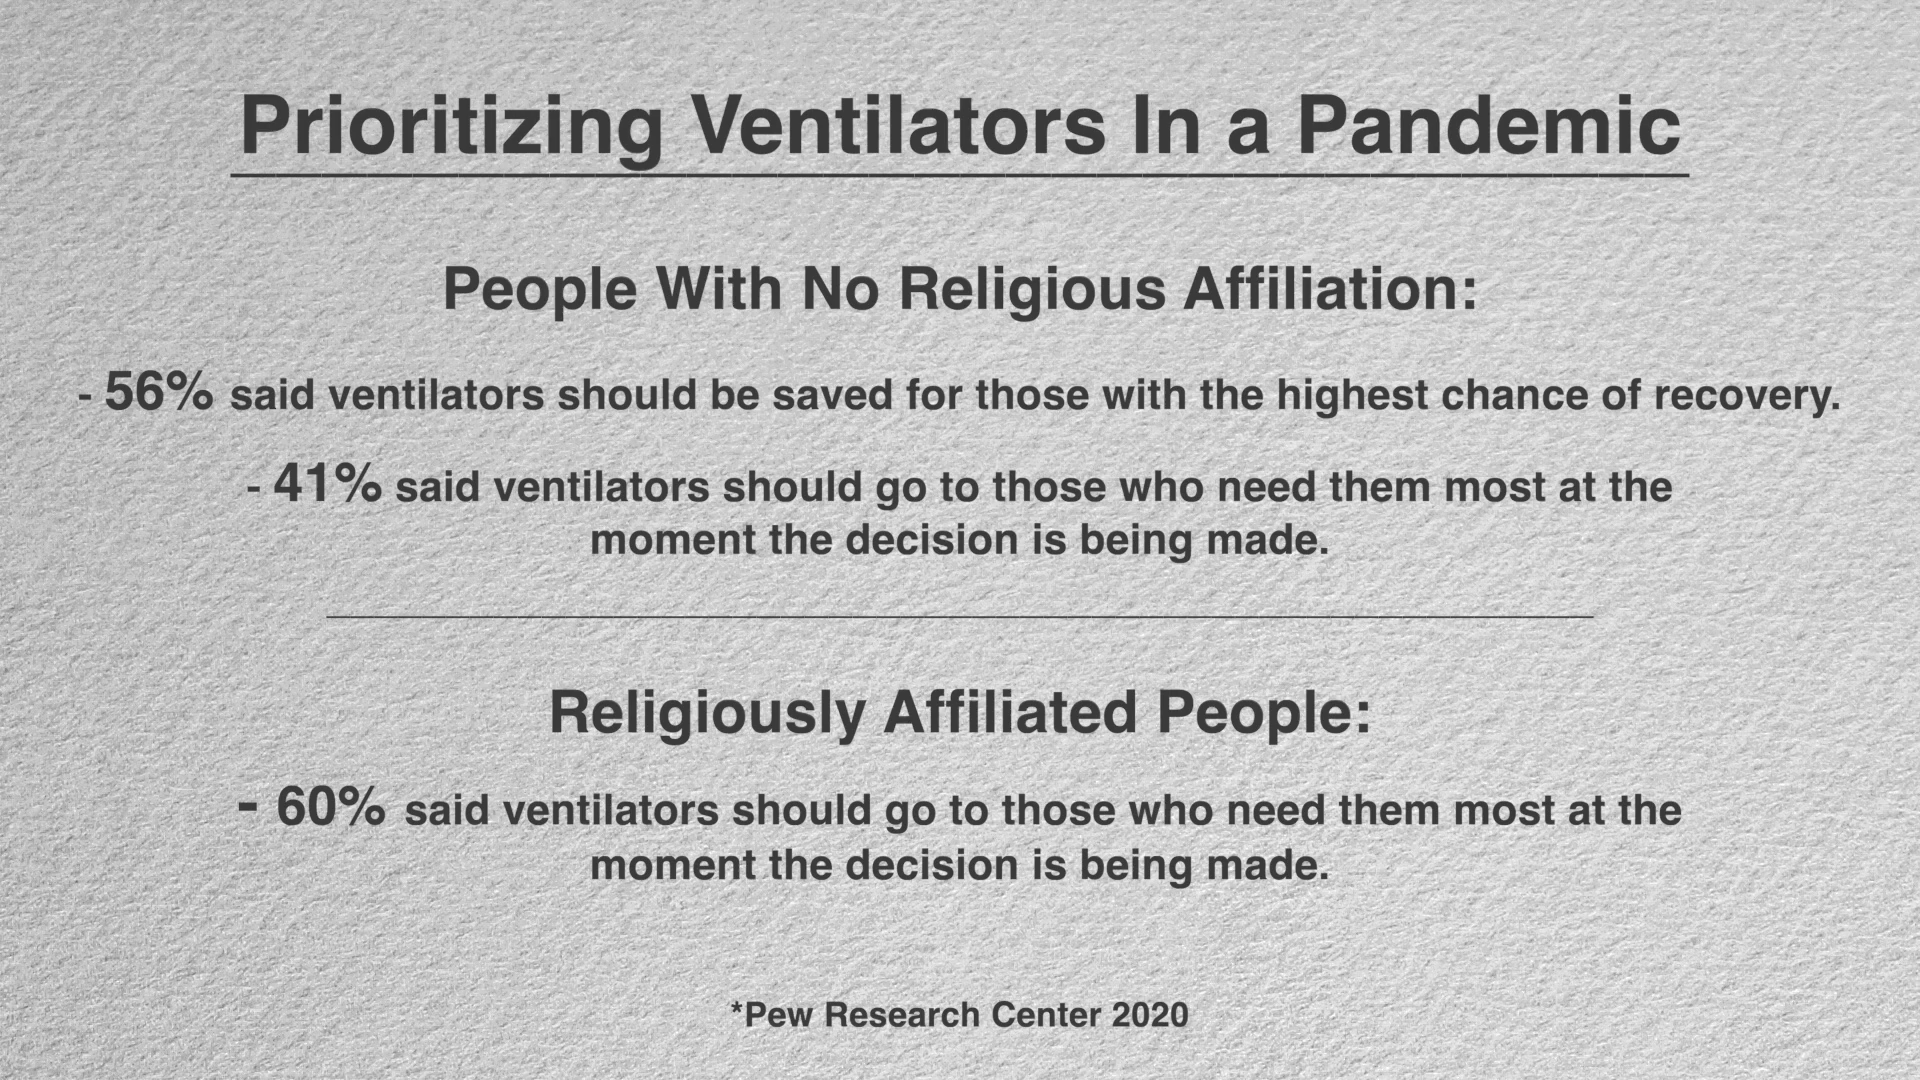 Prioritizing Ventilators In a Pandemic
People With No Religious Affiliation:
- 56% said ventilators should be saved for those with the highest chance of recovery.
- 41% said ventilators should go to those who need them most at the
moment the decision is being made.
Religiously Affiliated People:
- 60% said ventilators should go to those who need them most at the
moment the decision is being made.
*Pew Research Center 2020